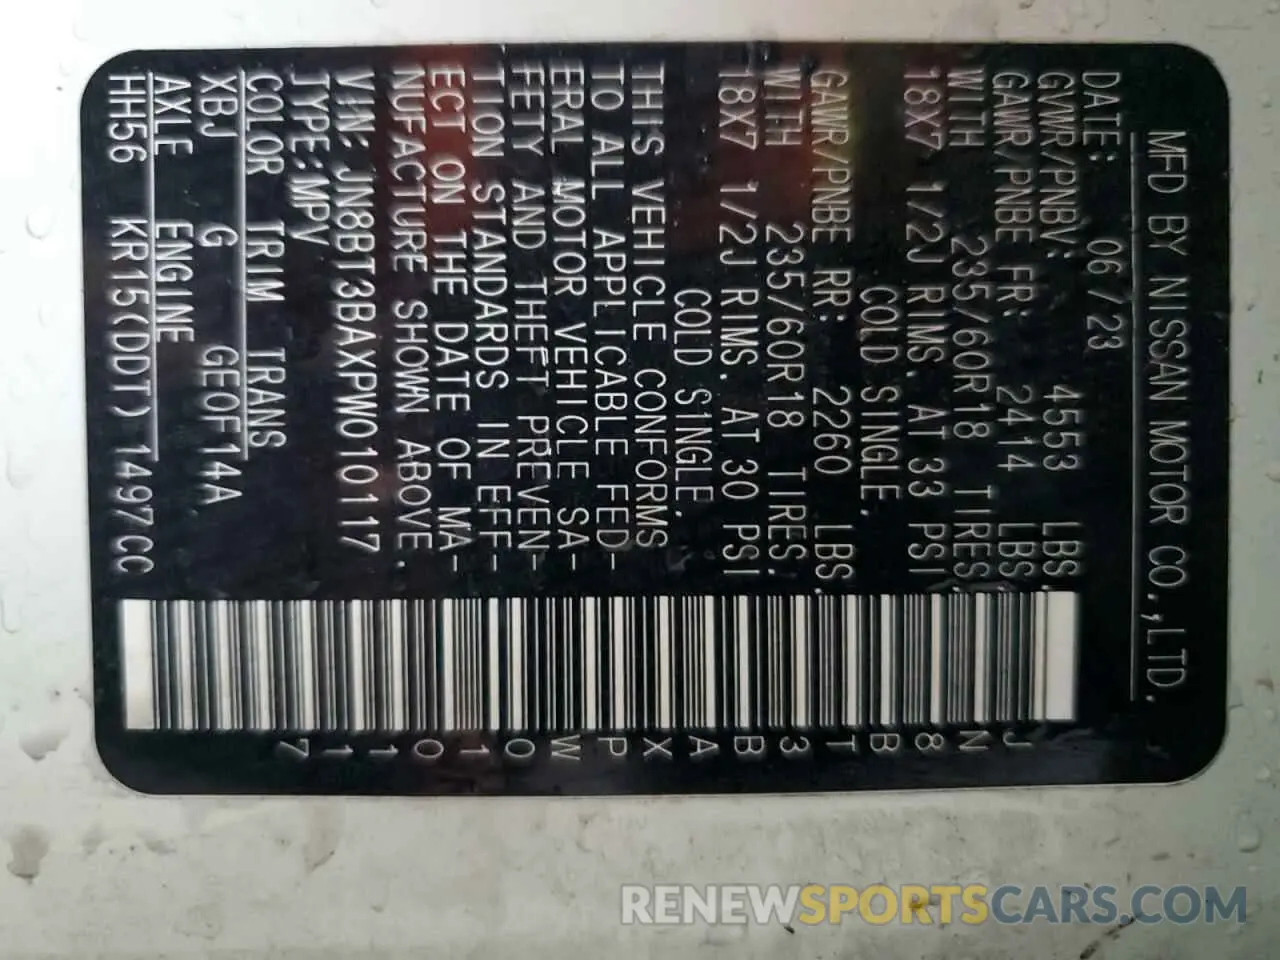 MFD BY NISSAN MOTOR CO.,LTD.
DATE: 06/23
GVWR/PNBV: 4553 LBS.
GAWR/PNBE FR: 2414 LBS.
WITH 235/60R18 TIRES,
18X7 1/2J RIMS. AT 33 PSI
COLD SINGLE.
GAWR/PNBE RR: 2260 LBS.
WITH 235/60R18 TIRES.
18X7 1/2J RIMS. AT 30 PSI
COLD SINGLE.
THIS VEHICLE CONFORMS
TO ALL APPLICABLE FED-
ERAL MOTOR VEHICLE SA-
FETY AND THEFT PREVEN-
TION STANDARDS IN EFF-
ECT ON THE DATE OF MA-
NUFACTURE SHOWN ABOVE.
VIN: JN8BT3BAXPW010117
TYPE:MPV
COLOR TRIM TRANS
XBJ G GE0F14A
AXLE ENGINE
HH56 KR15(DDT) 1497CC
JN8BT3BAXPW010117
RENEWSPORTSCARS.COM